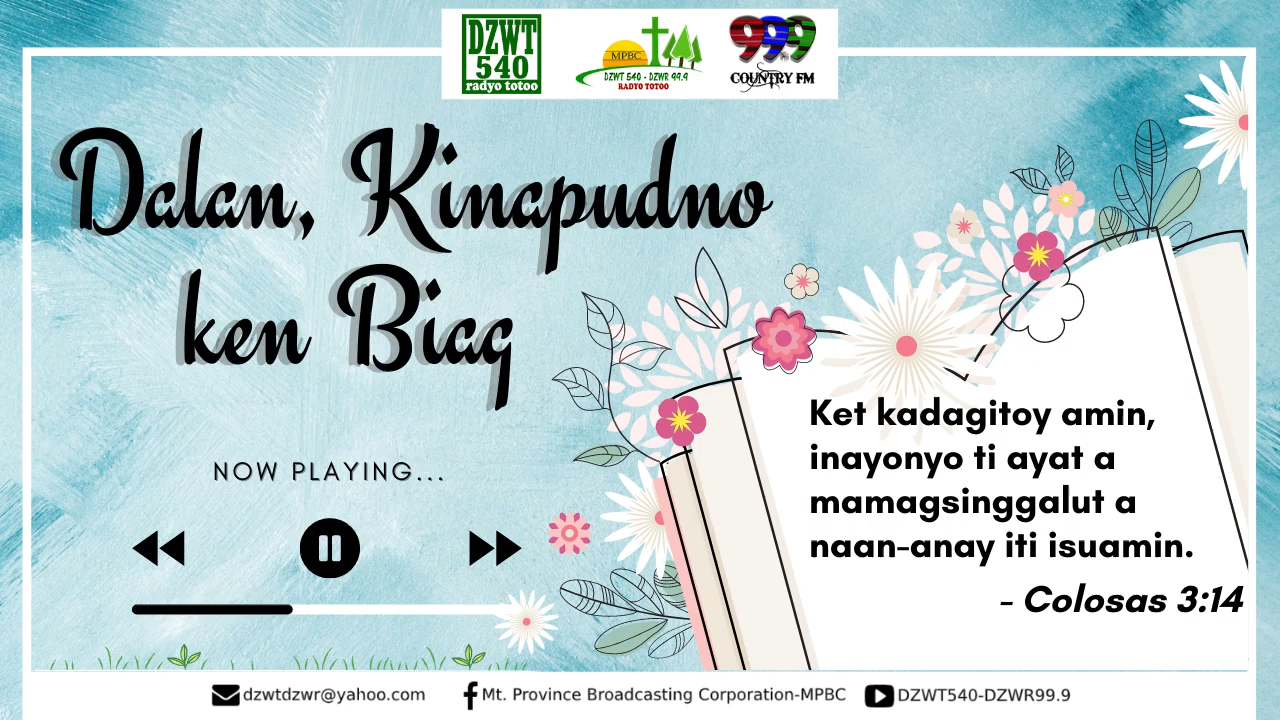 DZWT
540
radyo totoo
MPBC
DZWT 540 - DZWR 99.9
RADYO TOTOO
99.9
COUNTRY FM
Dalan, Kinapudno
ken Biag
NOW PLAYING...
Ket kadagitoy amin,
inayonyo ti ayat a
mamagsinggalut a
naan-anay iti isuamin.
- Colosas 3:14
dzwtdzwr@yahoo.com
Mt. Province Broadcasting Corporation-MPBC
DZWT540-DZWR99.9